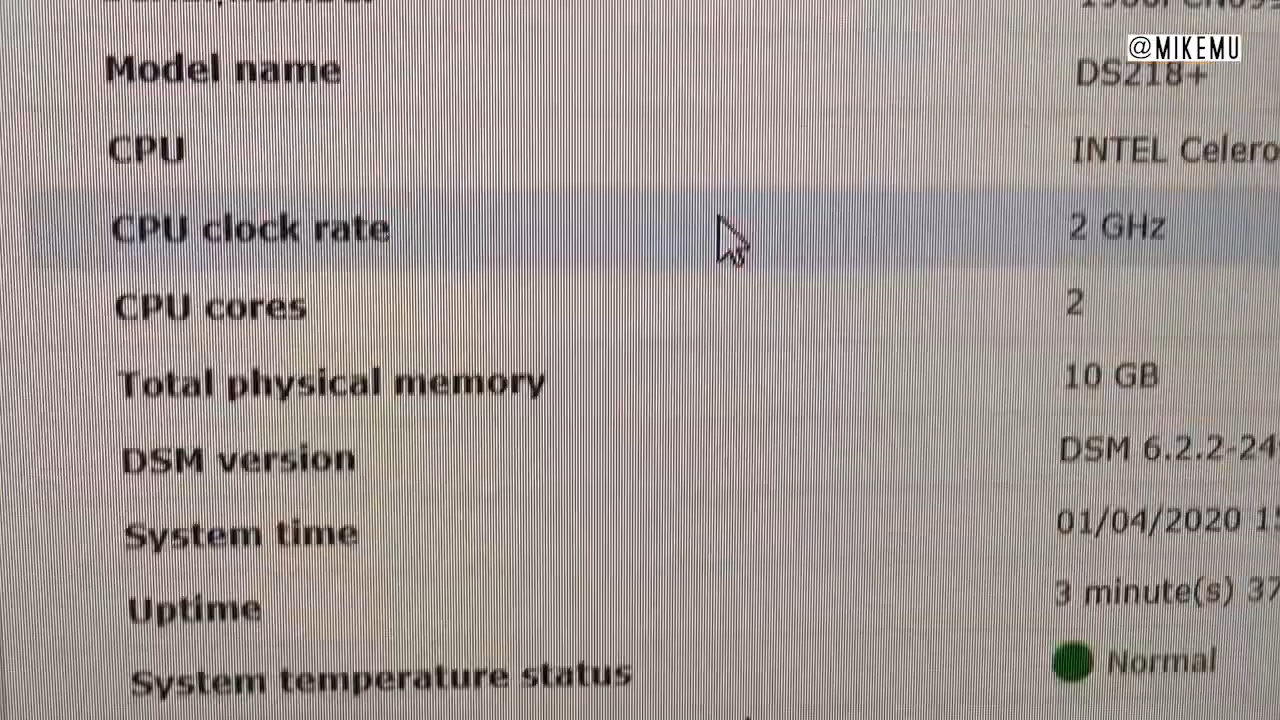 @MIKEMU
Model name DS218+
CPU INTEL Celero
CPU clock rate 2 GHz
CPU cores 2
Total physical memory 10 GB
DSM version DSM 6.2.2-24
System time 01/04/2020 1
Uptime 3 minute(s) 37
System temperature status Normal